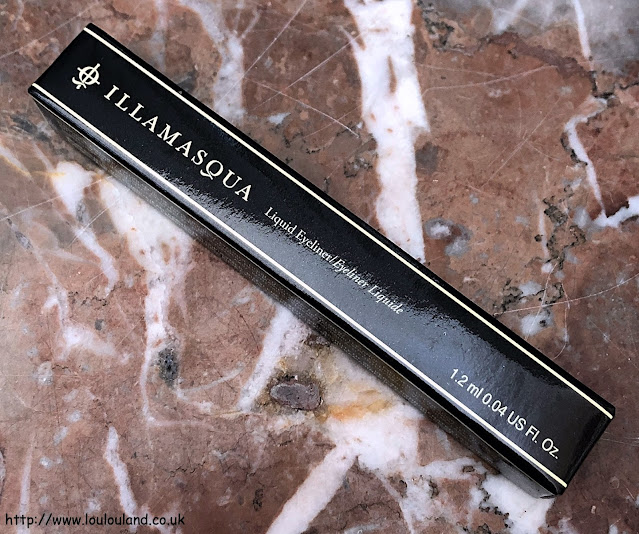 ILLAMASQUA
Liquid Eyeliner/Eyeliner Liquide
1.2 ml 0.04 US Fl. Oz.
http://www.loulouland.co.uk